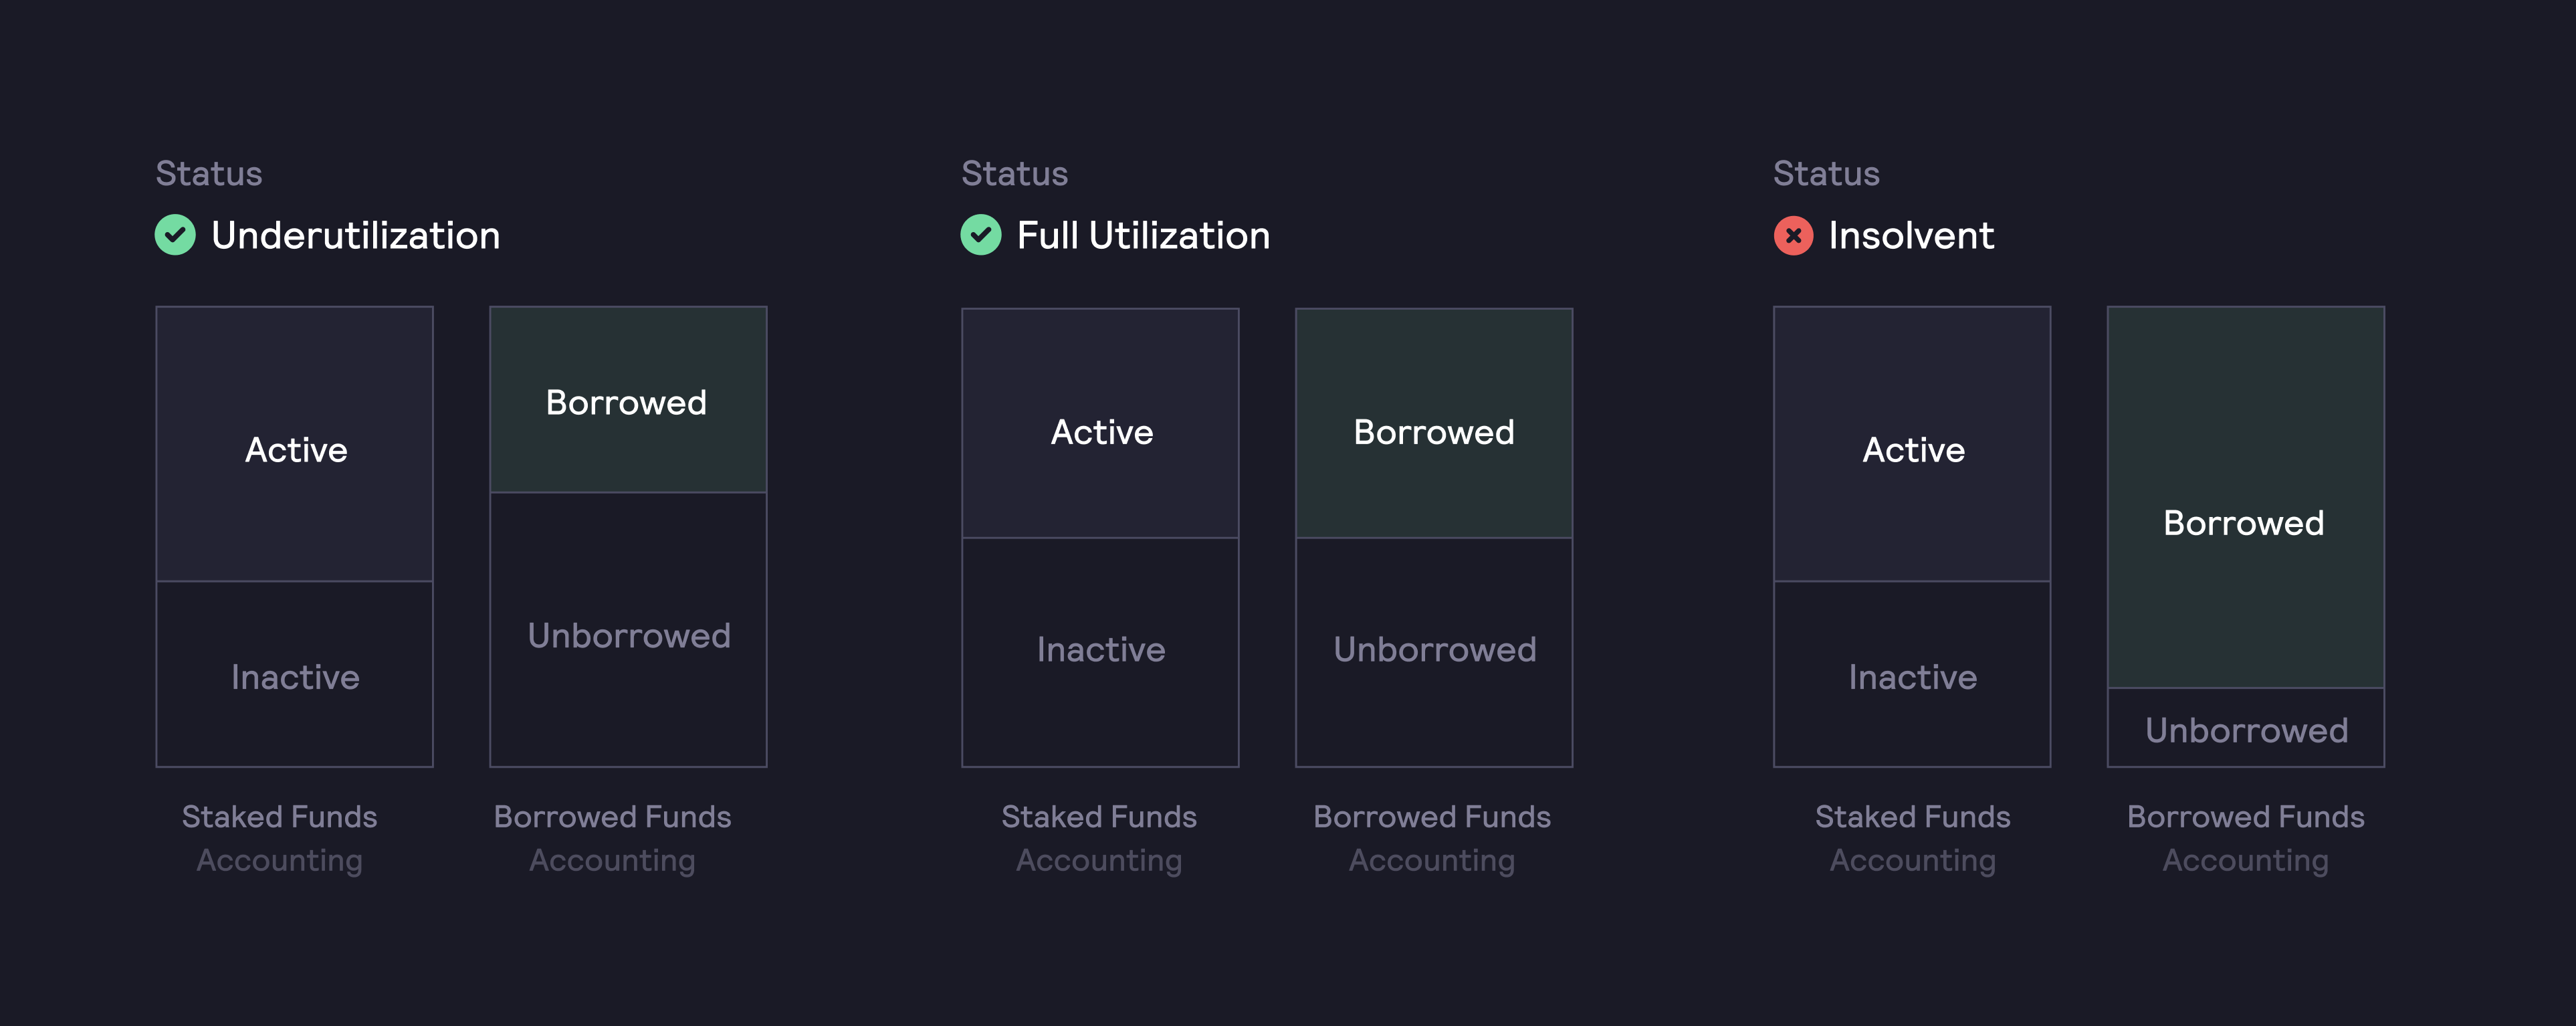 Status
Underutilization
Active
Inactive
Borrowed
Unborrowed
Staked Funds
Accounting
Borrowed Funds
Accounting
Status
Full Utilization
Active
Inactive
Borrowed
Unborrowed
Staked Funds
Accounting
Borrowed Funds
Accounting
Status
Insolvent
Active
Inactive
Borrowed
Unborrowed
Staked Funds
Accounting
Borrowed Funds
Accounting